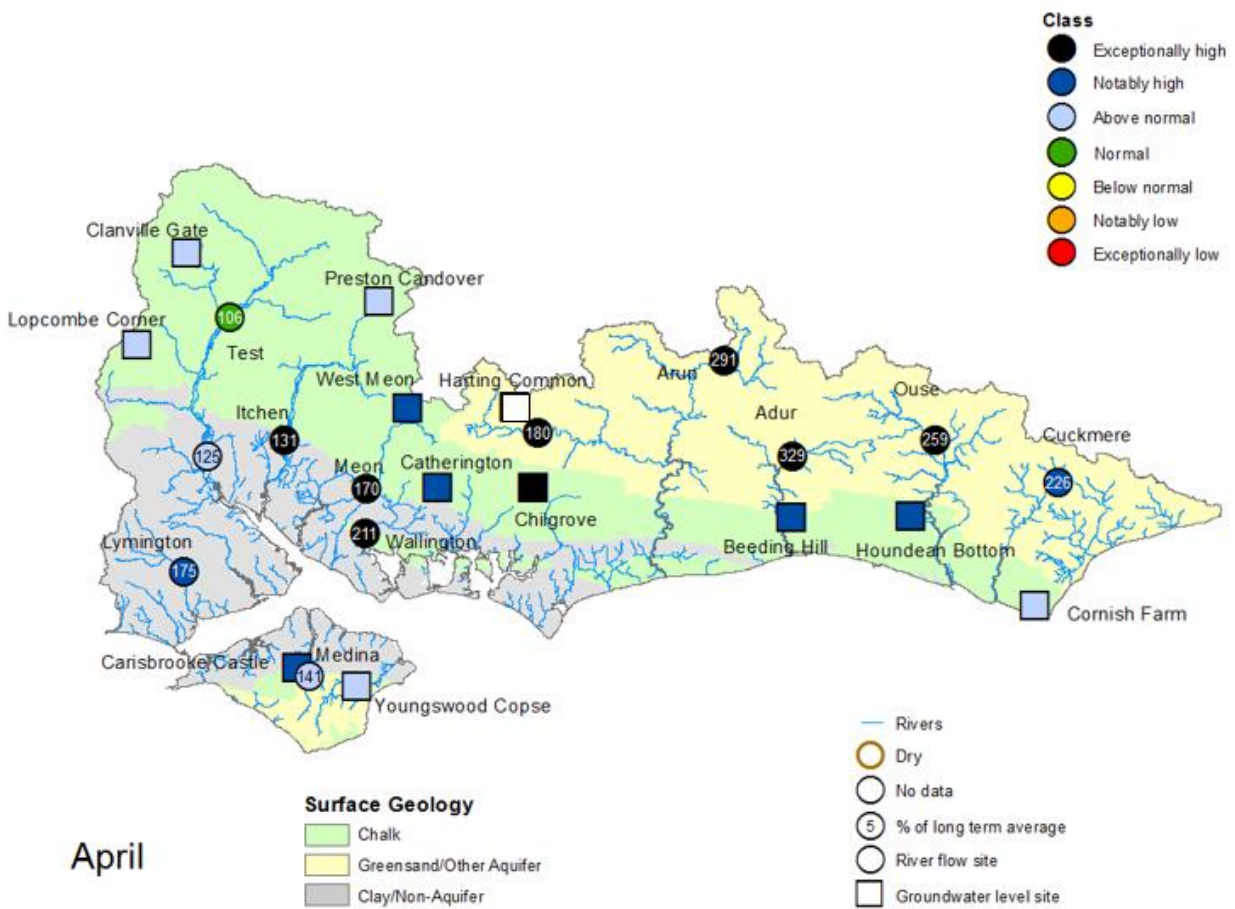 Class
Exceptionally high
Notably high
Above normal
Normal
Below normal
Notably low
Exceptionally low
Clanville Gate
Preston Candover
Lopcombe Corner
106
Test
291
Arun
West Meon
Harting Common
Ouse
Itchen
Adur
131
180
259
Cuckmere
125
329
Meon
Catherington
226
170
Chilgrove
211
Wallington
Beeding Hill
Houndean Bottom
Lymington
175
Cornish Farm
Carisbrooke Castle
Medina
141
Youngswood Copse
Rivers
Dry
No data
5
% of long term average
River flow site
Groundwater level site
Surface Geology
Chalk
Greensand/Other Aquifer
Clay/Non-Aquifer
April